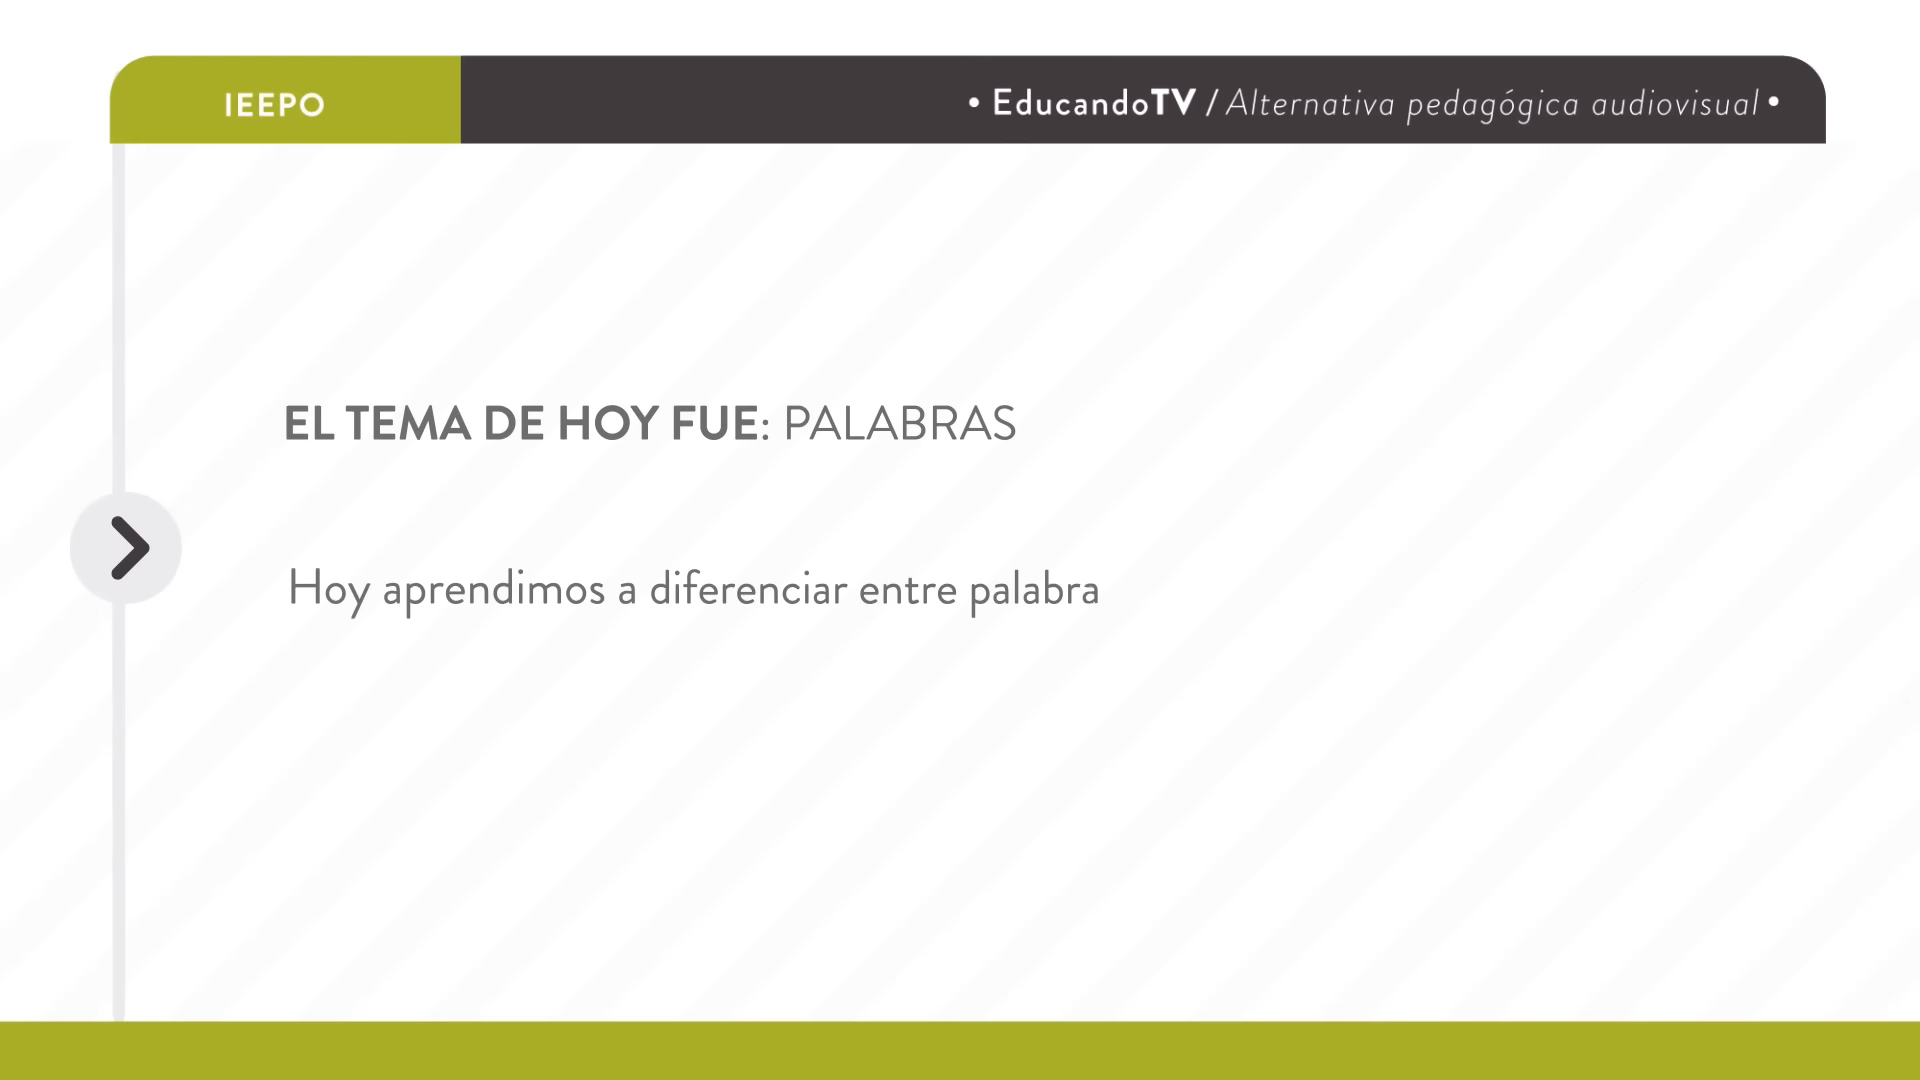 IEEPO
• EducandoTV / Alternativa pedagógica audiovisual •
EL TEMA DE HOY FUE: PALABRAS
Hoy aprendimos a diferenciar entre palabra